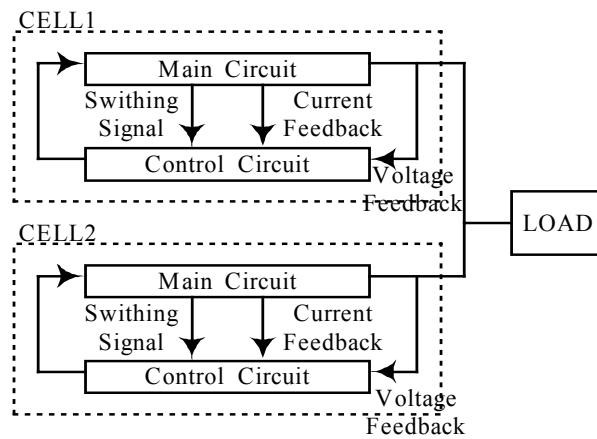 CELL1
Main Circuit
Swithing
Signal
Current
Feedback
Control Circuit
Voltage
Feedback
LOAD
CELL2
Main Circuit
Swithing
Signal
Current
Feedback
Control Circuit
Voltage
Feedback